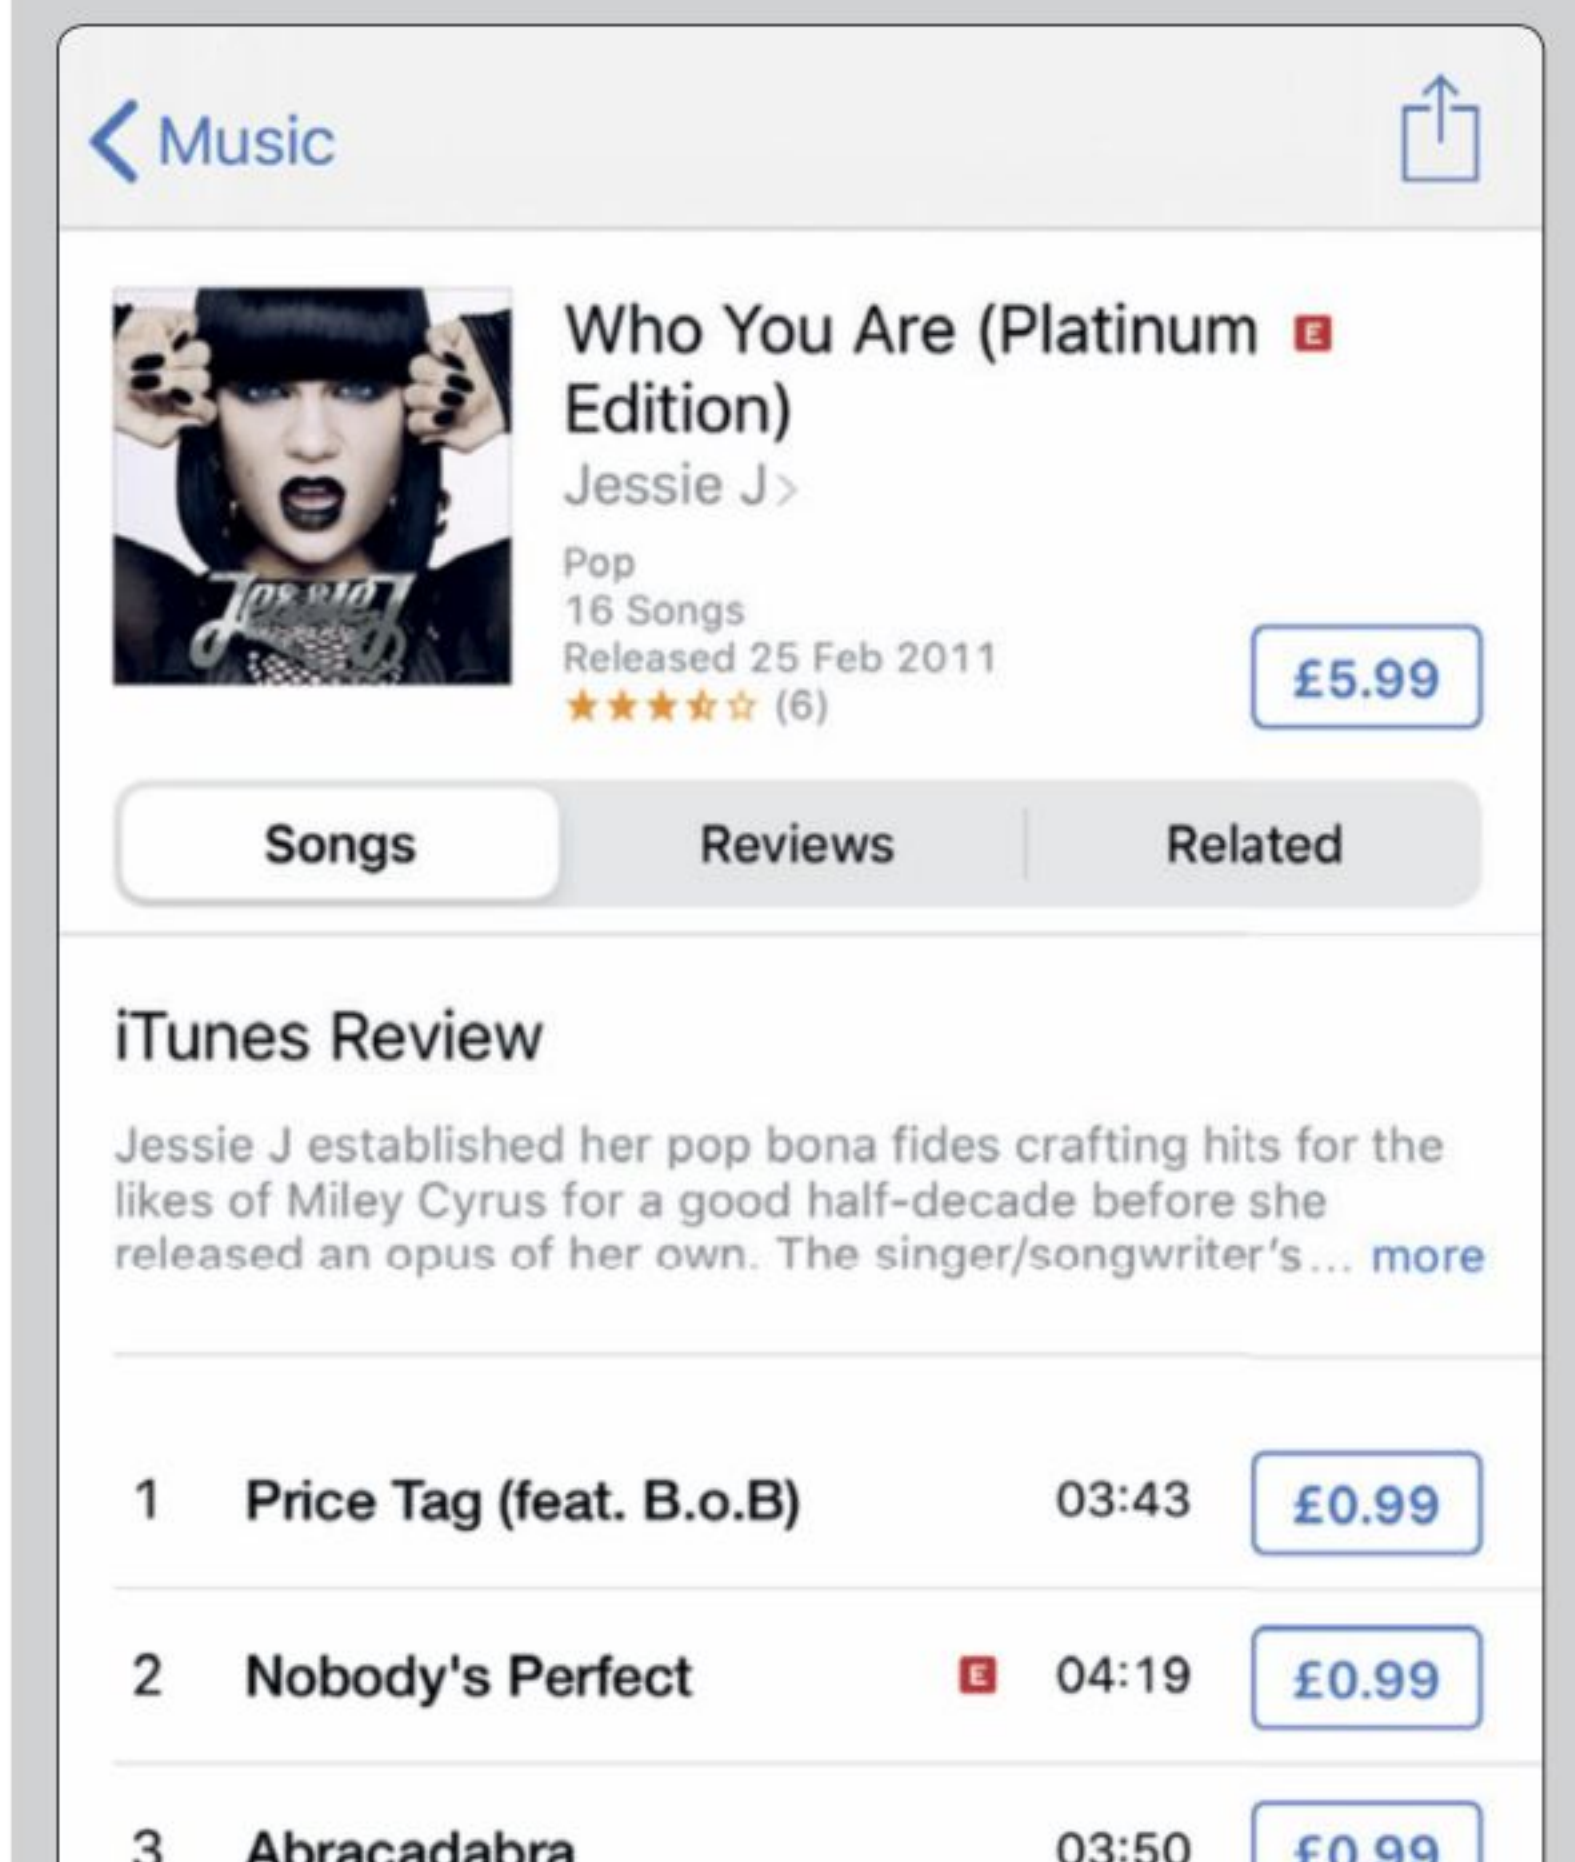 Music
Who You Are (Platinum E
Edition)
Jessie J >
Pop
16 Songs
Released 25 Feb 2011
(6)
£5.99
Songs Reviews Related
iTunes Review
Jessie J established her pop bona fides crafting hits for the
likes of Miley Cyrus for a good half-decade before she
released an opus of her own. The singer/songwriter's... more
1 Price Tag (feat. B.o.B) 03:43 £0.99
2 Nobody's Perfect E 04:19 £0.99
3 Abracadabra 03:50 £0.99
Jessie J